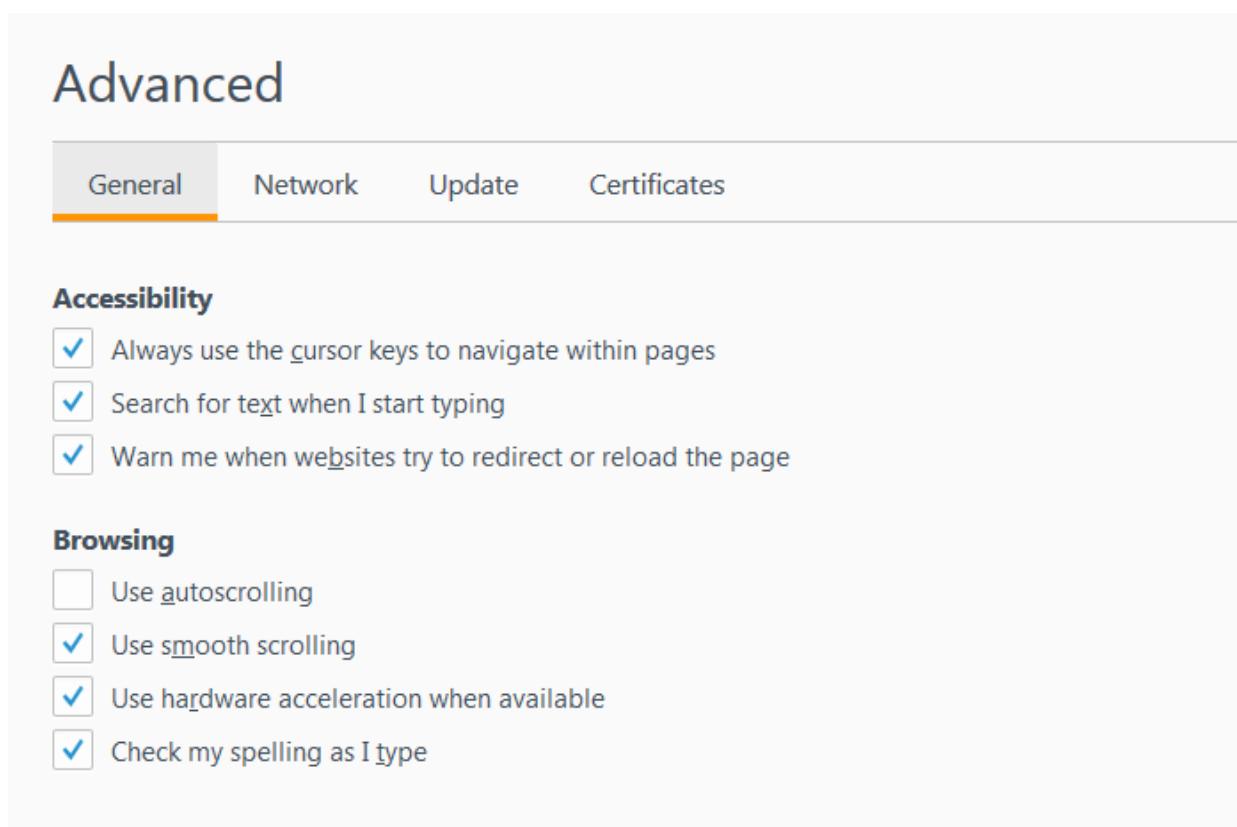 Advanced
General Network Update Certificates
Accessibility
Always use the cursor keys to navigate within pages
Search for text when I start typing
Warn me when websites try to redirect or reload the page
Browsing
Use autoscrolling
Use smooth scrolling
Use hardware acceleration when available
Check my spelling as I type